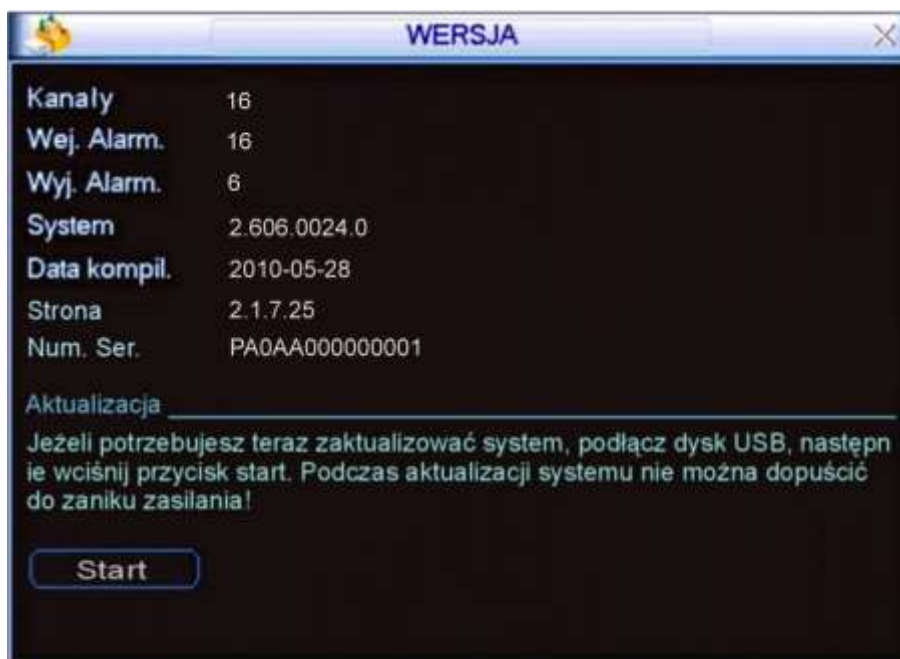 WERSJA
Kanały 16
Wej. Alarm. 16
Wyj. Alarm. 6
System 2.606.0024.0
Data kompil. 2010-05-28
Strona 2.1.7.25
Num. Ser. PA0AA000000001
Aktualizacja
Jeżeli potrzebujesz teraz zaktualizować system, podłącz dysk USB, następn
ie wciśnij przycisk start. Podczas aktualizacji systemu nie można dopuścić
do zaniku zasilania!
Start